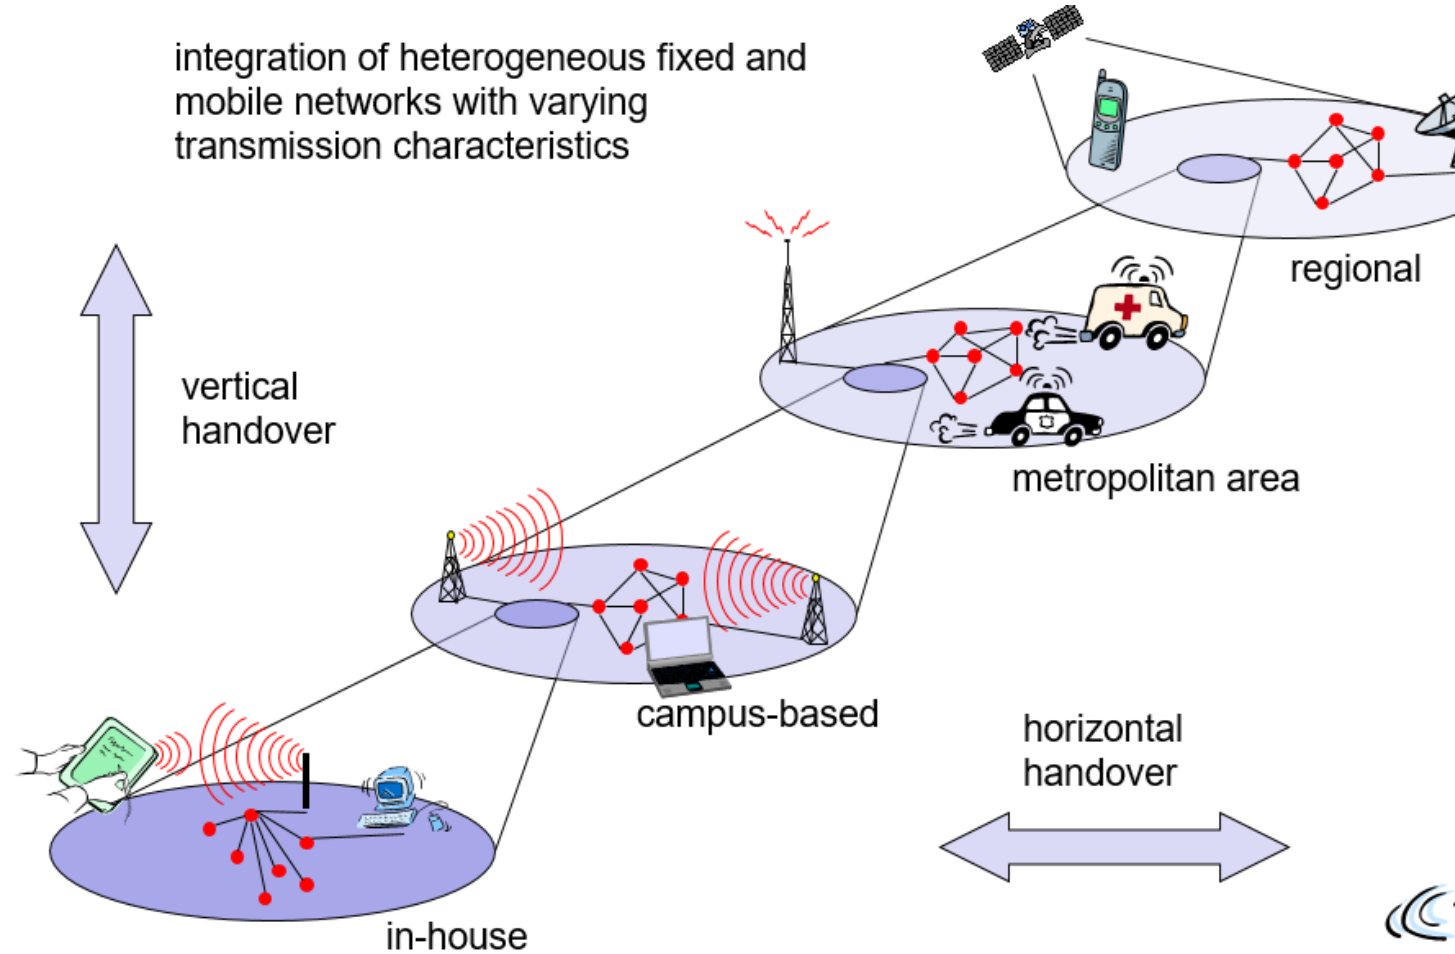 integration of heterogeneous fixed and
mobile networks with varying
transmission characteristics
regional
vertical
handover
metropolitan area
campus-based
horizontal
handover
in-house